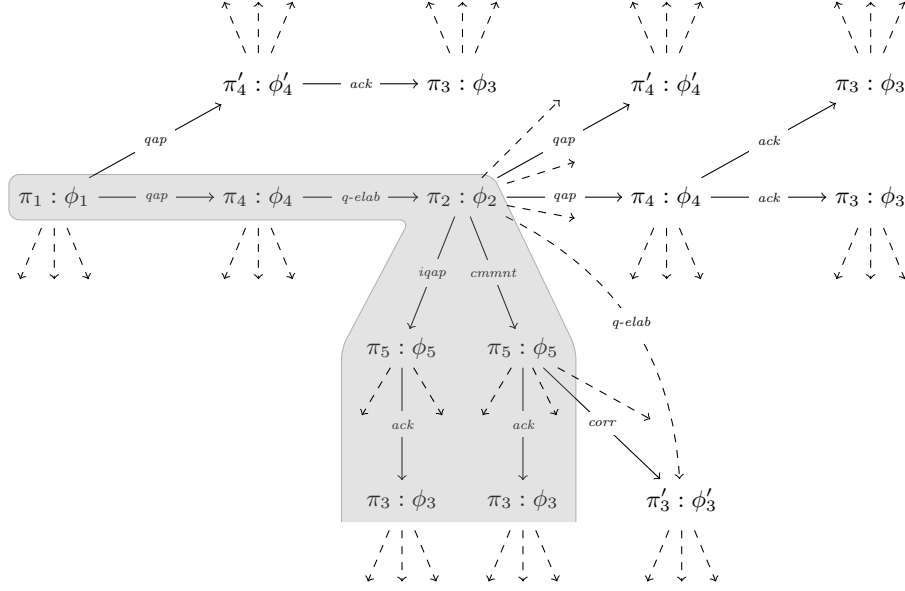 π′₄ : ϕ′₄ ack π₃ : ϕ₃ π′₄ : ϕ′₄ π₃ : ϕ₃
qap qap ack
π₁ : ϕ₁ qap π₄ : ϕ₄ q-elab π₂ : ϕ₂ qap π₄ : ϕ₄ ack π₃ : ϕ₃
iqap cmmnt
q-elab
π₅ : ϕ₅ π₅ : ϕ₅
ack ack corr
π₃ : ϕ₃ π₃ : ϕ₃ π′₃ : ϕ′₃